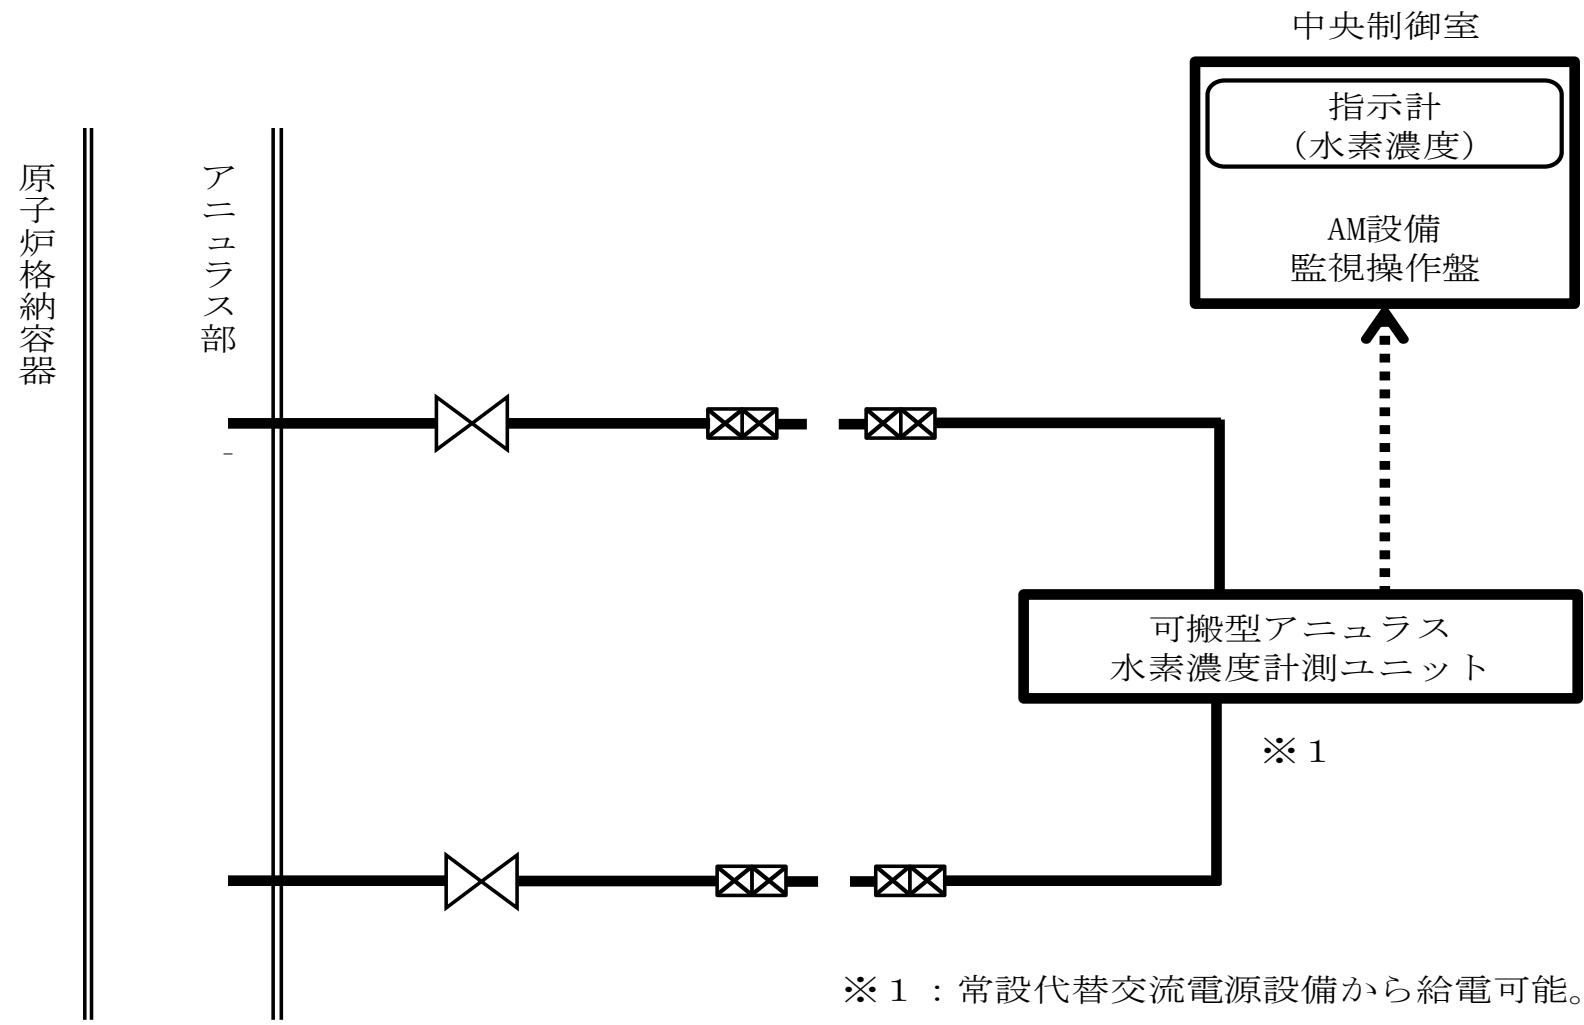 中央制御室
指示計
（水素濃度）
AM設備
監視操作盤
原子炉格納容器
アニュラス部
可搬型アニュラス
水素濃度計測ユニット
※１
※１：常設代替交流電源設備から給電可能。